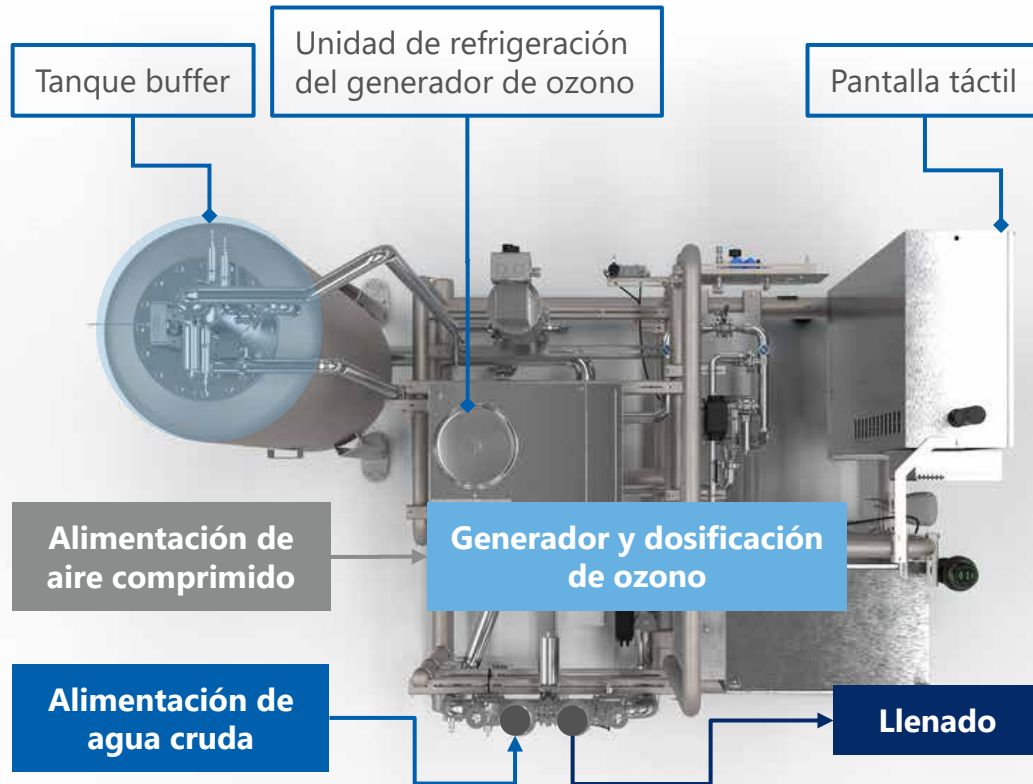 Tanque buffer
Unidad de refrigeración
del generador de ozono
Pantalla táctil
Alimentación de
aire comprimido
Generador y dosificación
de ozono
Alimentación de
agua cruda
Llenado